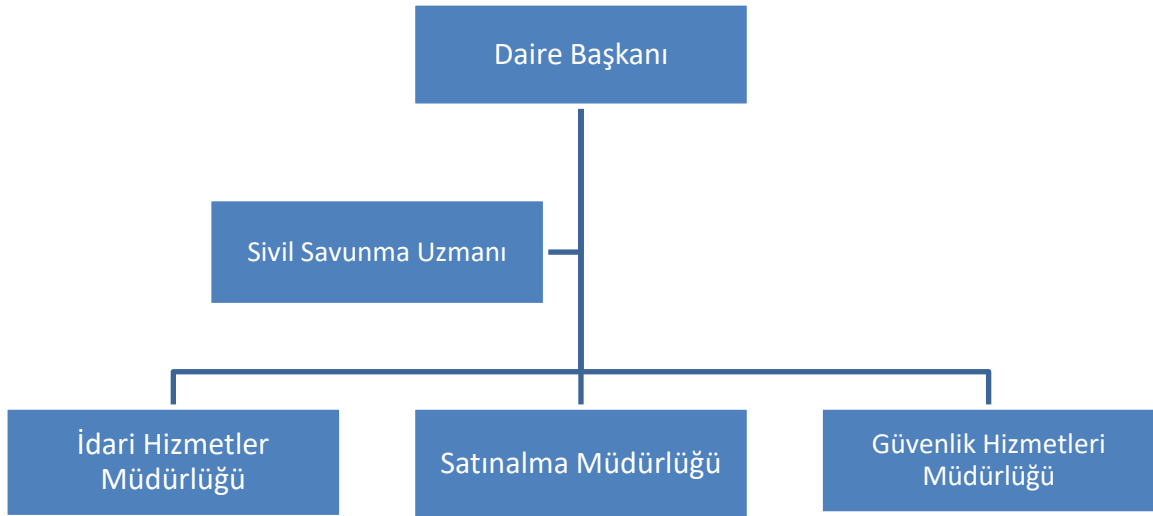 Daire Başkanı
Sivil Savunma Uzmanı
İdari Hizmetler
Müdürlüğü
Satınalma Müdürlüğü
Güvenlik Hizmetleri
Müdürlüğü